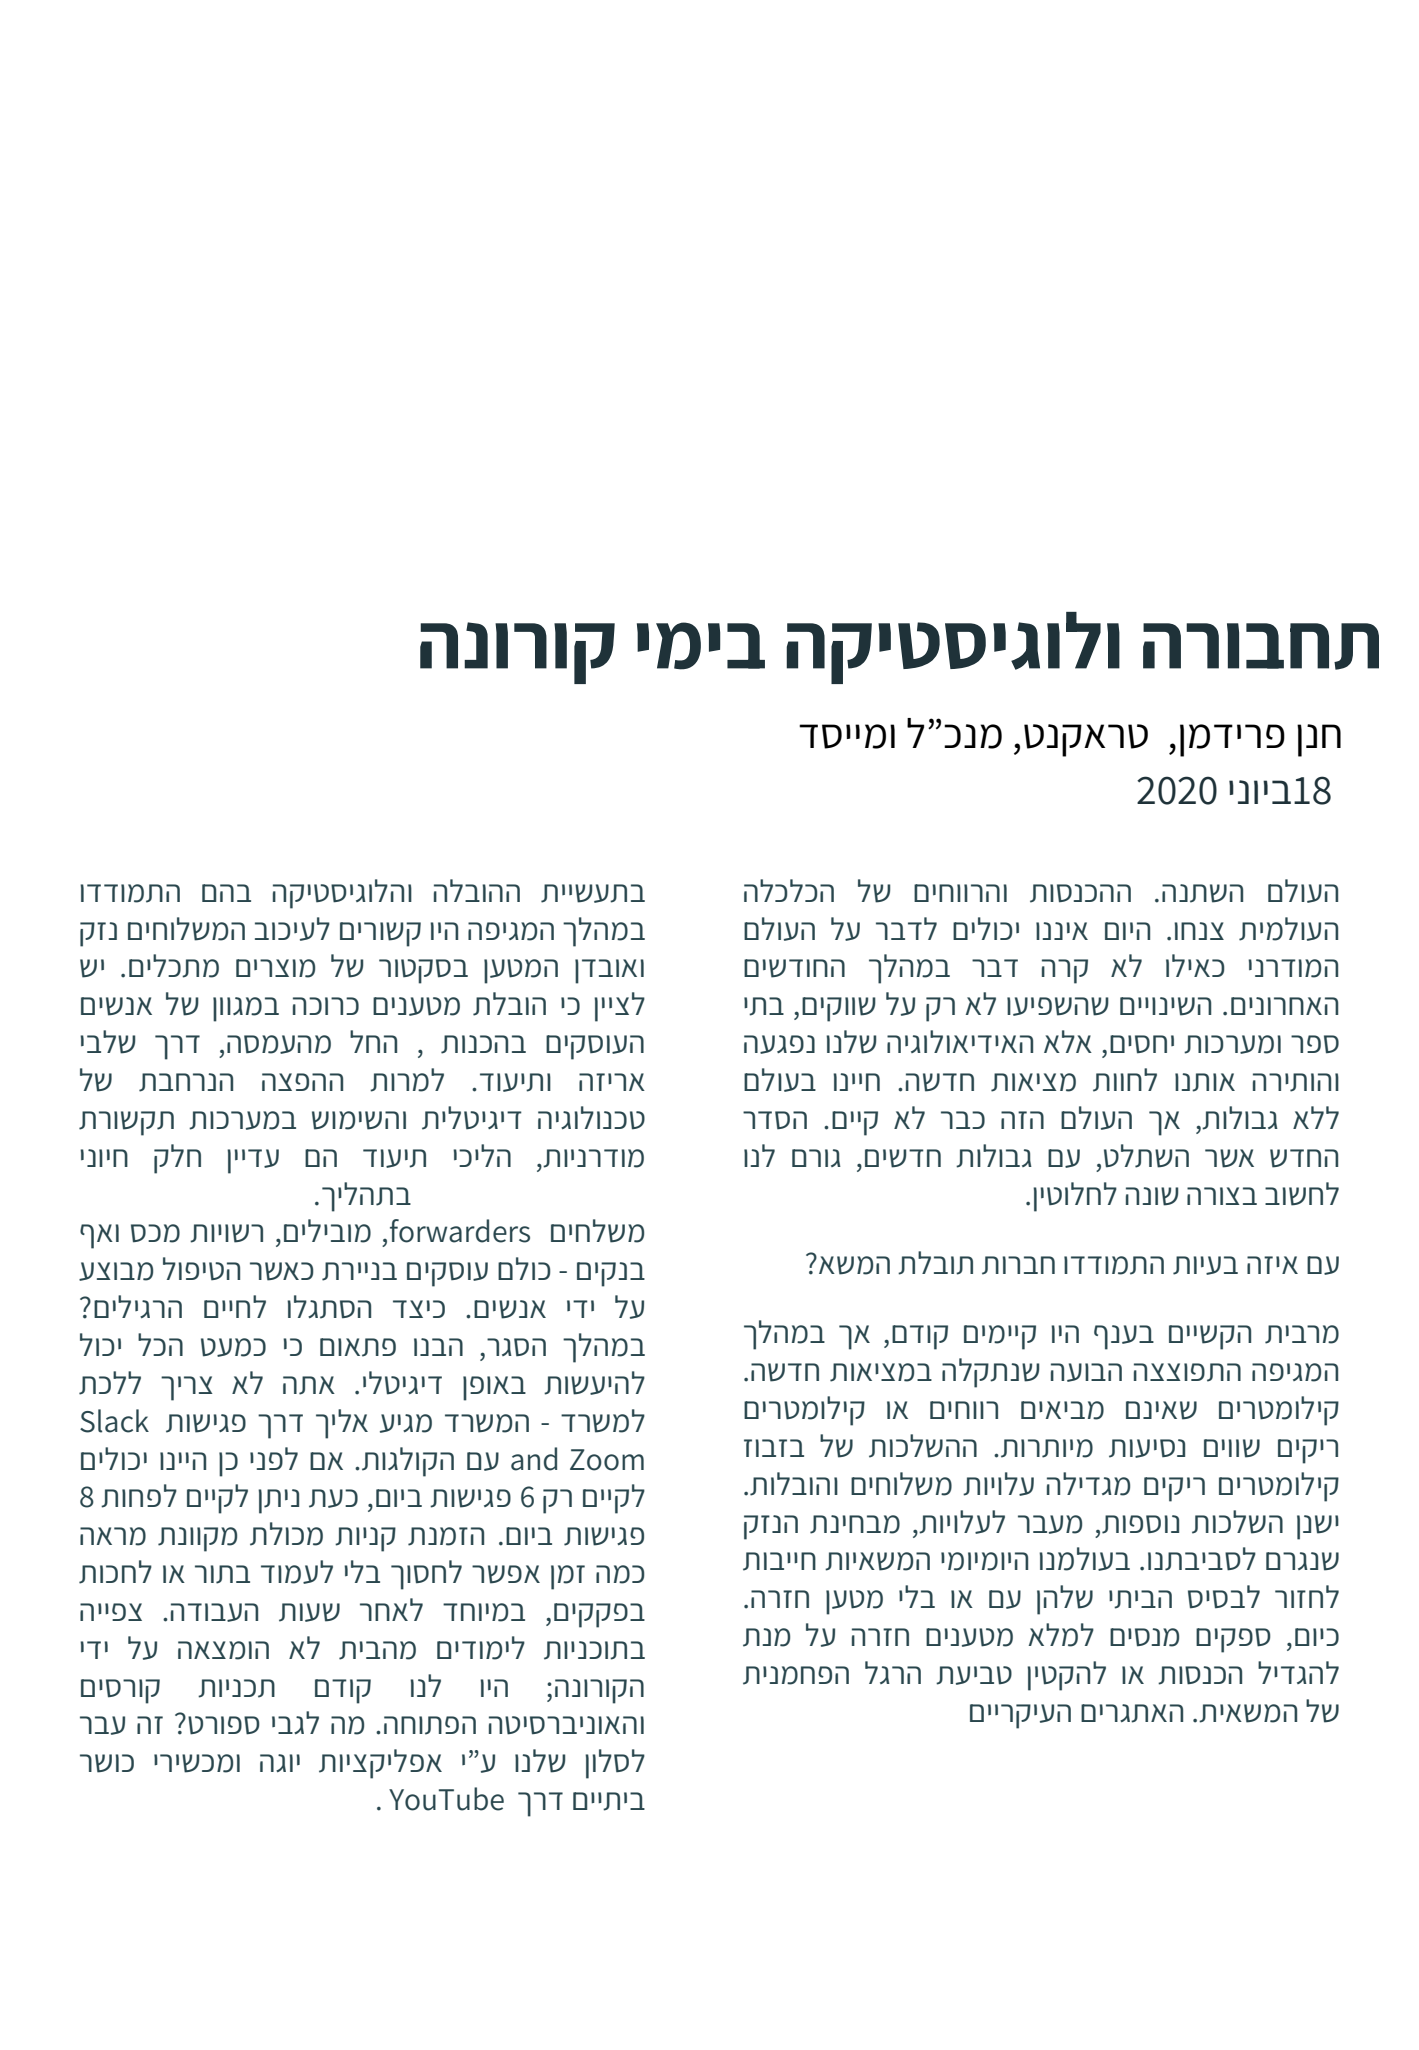 תחבורה ולוגיסטיקה בימי קורונה
חנן פרידמן, טראקנט, מנכ”ל ומייסד
18ביוני 2020
העולם השתנה. ההכנסות והרווחים של הכלכלה
העולמית צנחו. היום איננו יכולים לדבר על העולם
המודרני כאילו לא קרה דבר במהלך החודשים
האחרונים. השינויים שהשפיעו לא רק על שווקים, בתי
ספר ומערכות יחסים, אלא האידיאולוגיה שלנו נפגעה
והותירה אותנו לחוות מציאות חדשה. חיינו בעולם
ללא גבולות, אך העולם הזה כבר לא קיים. הסדר
החדש אשר השתלט, עם גבולות חדשים, גורם לנו
לחשוב בצורה שונה לחלוטין.
עם איזה בעיות התמודדו חברות תובלת המשא?
מרבית הקשיים בענף היו קיימים קודם, אך במהלך
המגיפה התפוצצה הבועה שנתקלה במציאות חדשה.
קילומטרים שאינם מביאים רווחים או קילומטרים
ריקים שווים נסיעות מיותרות. ההשלכות של בזבוז
קילומטרים ריקים מגדילה עלויות משלוחים והובלות.
ישנן השלכות נוספות, מעבר לעלויות, מבחינת הנזק
שנגרם לסביבתנו. בעולמנו היומיומי המשאיות חייבות
לחזור לבסיס הביתי שלהן עם או בלי מטען חזרה.
כיום, ספקים מנסים למלא מטענים חזרה על מנת
להגדיל הכנסות או להקטין טביעת הרגל הפחמנית
של המשאית. האתגרים העיקריים
בתעשיית ההובלה והלוגיסטיקה בהם התמודדו
במהלך המגיפה היו קשורים לעיכוב המשלוחים נזק
ואובדן המטען בסקטור של מוצרים מתכלים. יש
לציין כי הובלת מטענים כרוכה במגוון של אנשים
העוסקים בהכנות , החל מהעמסה, דרך שלבי
אריזה ותיעוד. למרות ההפצה הנרחבת של
טכנולוגיה דיגיטלית והשימוש במערכות תקשורת
מודרניות, הליכי תיעוד הם עדיין חלק חיוני
בתהליך.
משלחים forwarders, מובילים, רשויות מכס ואף
בנקים - כולם עוסקים בניירת כאשר הטיפול מבוצע
על ידי אנשים. כיצד הסתגלו לחיים הרגילים?
במהלך הסגר, הבנו פתאום כי כמעט הכל יכול
להיעשות באופן דיגיטלי. אתה לא צריך ללכת
למשרד - המשרד מגיע אליך דרך פגישות Slack
and Zoom עם הקולגות. אם לפני כן היינו יכולים
לקיים רק 6 פגישות ביום, כעת ניתן לקיים לפחות 8
פגישות ביום. הזמנת קניות מכולת מקוונת מראה
כמה זמן אפשר לחסוך בלי לעמוד בתור או לחכות
בפקקים, במיוחד לאחר שעות העבודה. צפייה
בתוכניות לימודים מהבית לא הומצאה על ידי
הקורונה; היו לנו קודם תכניות קורסים
והאוניברסיטה הפתוחה. מה לגבי ספורט? זה עבר
לסלון שלנו ע”י אפליקציות יוגה ומכשירי כושר
ביתיים דרך YouTube .